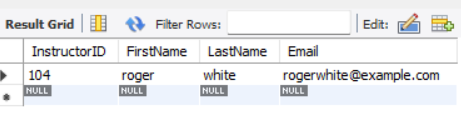 Result Grid Filter Rows: Edit:
InstructorID FirstName LastName Email
104 roger white rogerwhite@example.com
NULL NULL NULL NULL